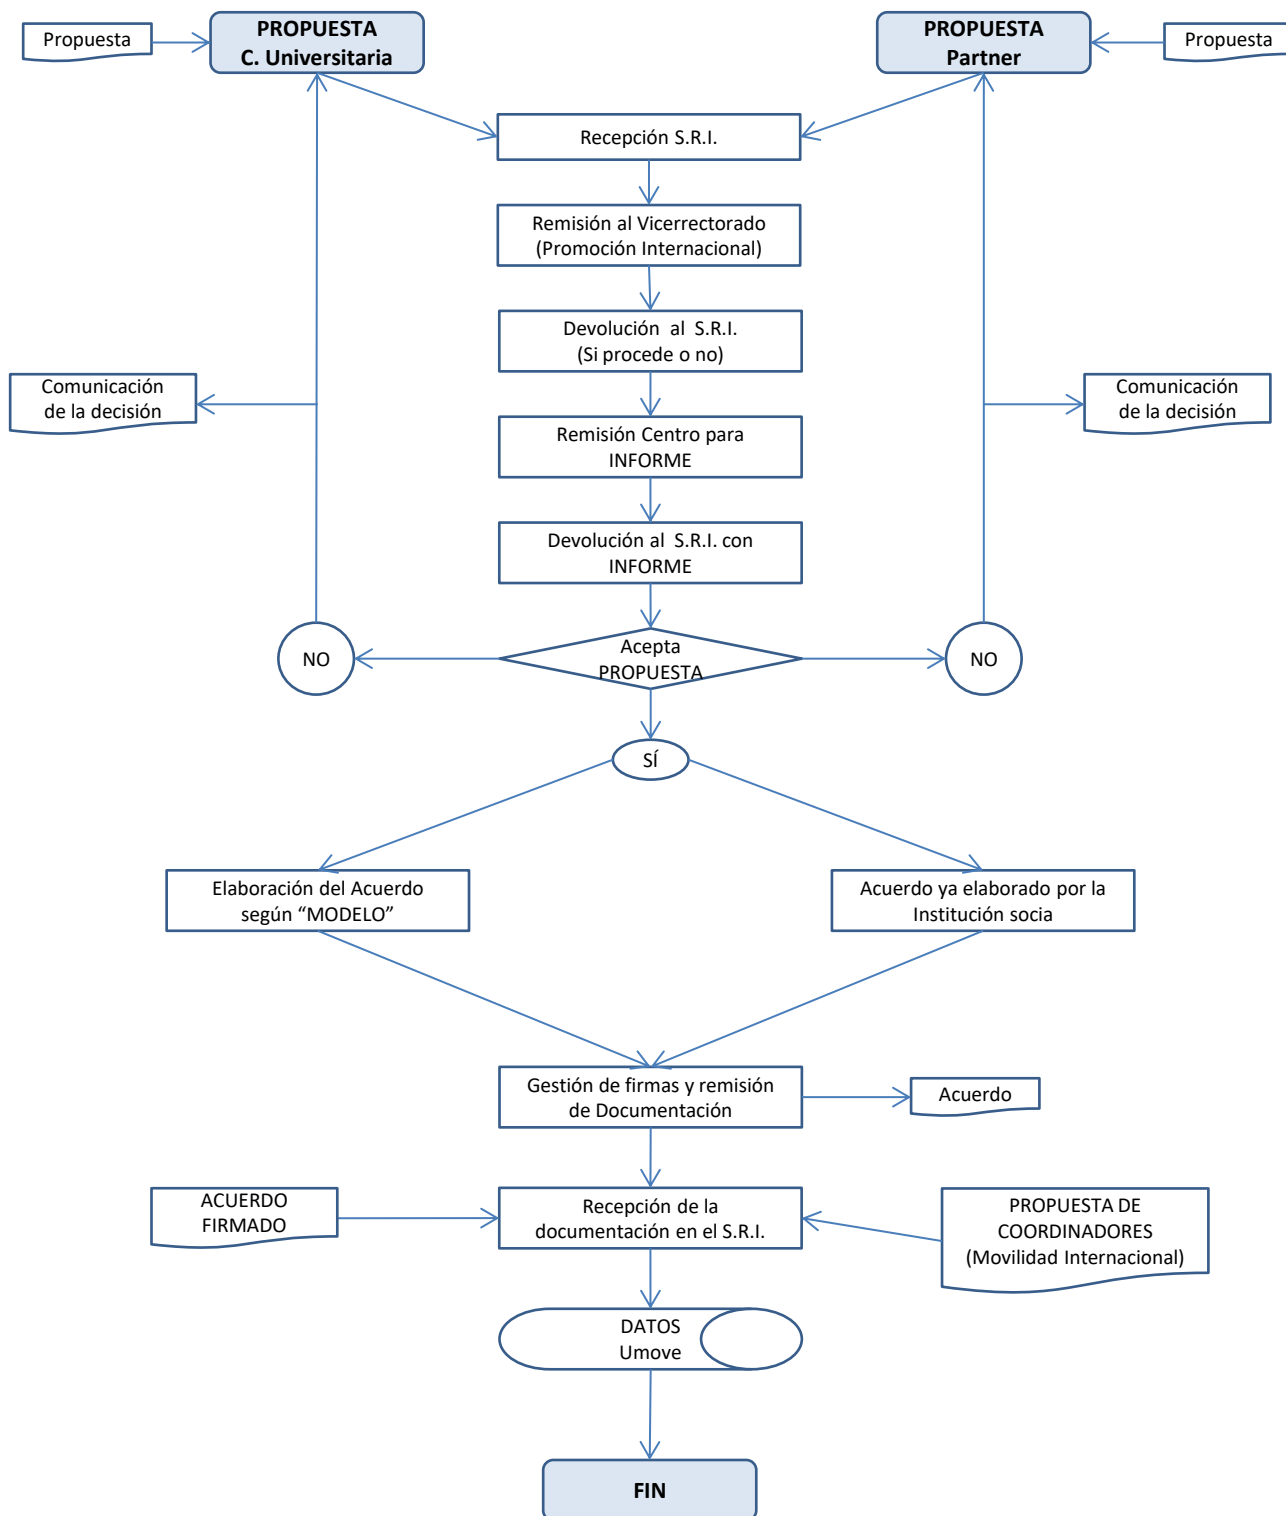 Propuesta
PROPUESTA
C. Universitaria
PROPUESTA
Partner
Propuesta
Recepción S.R.I.
Remisión al Vicerrectorado
(Promoción Internacional)
Devolución al S.R.I.
(Si procede o no)
Comunicación
de la decisión
Comunicación
de la decisión
Remisión Centro para
INFORME
Devolución al S.R.I. con
INFORME
NO
Acepta
PROPUESTA
NO
SÍ
Elaboración del Acuerdo
según “MODELO”
Acuerdo ya elaborado por la
Institución socia
Gestión de firmas y remisión
de Documentación
Acuerdo
ACUERDO
FIRMADO
Recepción de la
documentación en el S.R.I.
PROPUESTA DE
COORDINADORES
(Movilidad Internacional)
DATOS
Umove
FIN